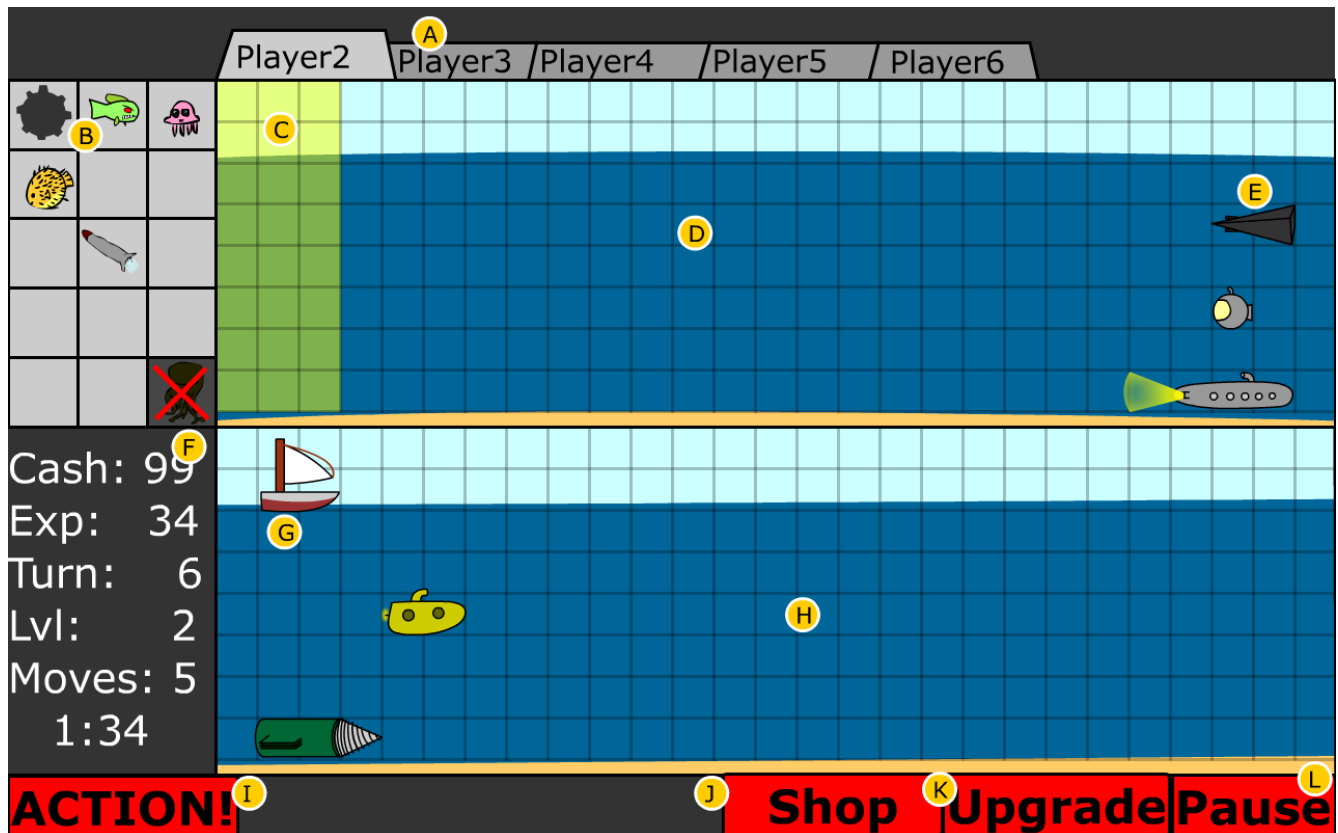 A
Player2 Player3 Player4 Player5 Player6
B
C
D
E
F
Cash: 99
Exp: 34
Turn: 6
Lvl: 2
Moves: 5
1:34
G
H
ACTION! I J Shop K Upgrade Pause L